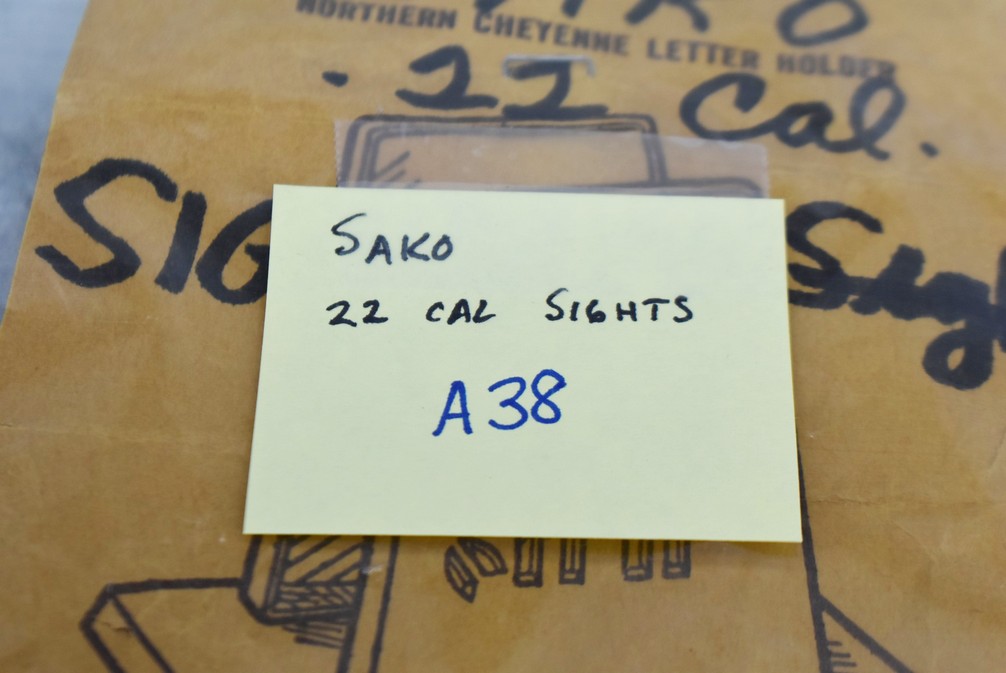 NORTHERN CHEYENNE LETTER HOLDER
.22 Cal.
SAKO
22 CAL SIGHTS
A38